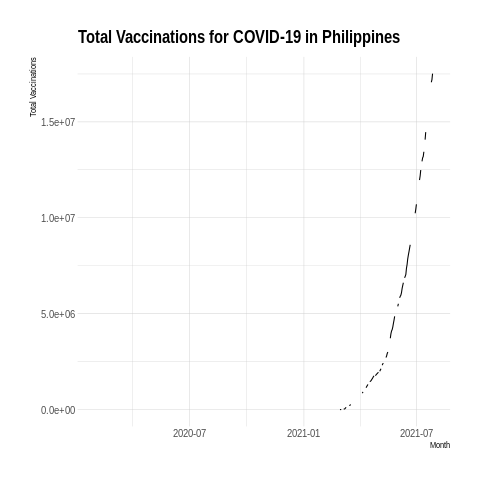 Total Vaccinations for COVID-19 in Philippines
Total Vaccinations
1.5e+07
1.0e+07
5.0e+06
0.0e+00
2020-07
2021-01
2021-07
Month